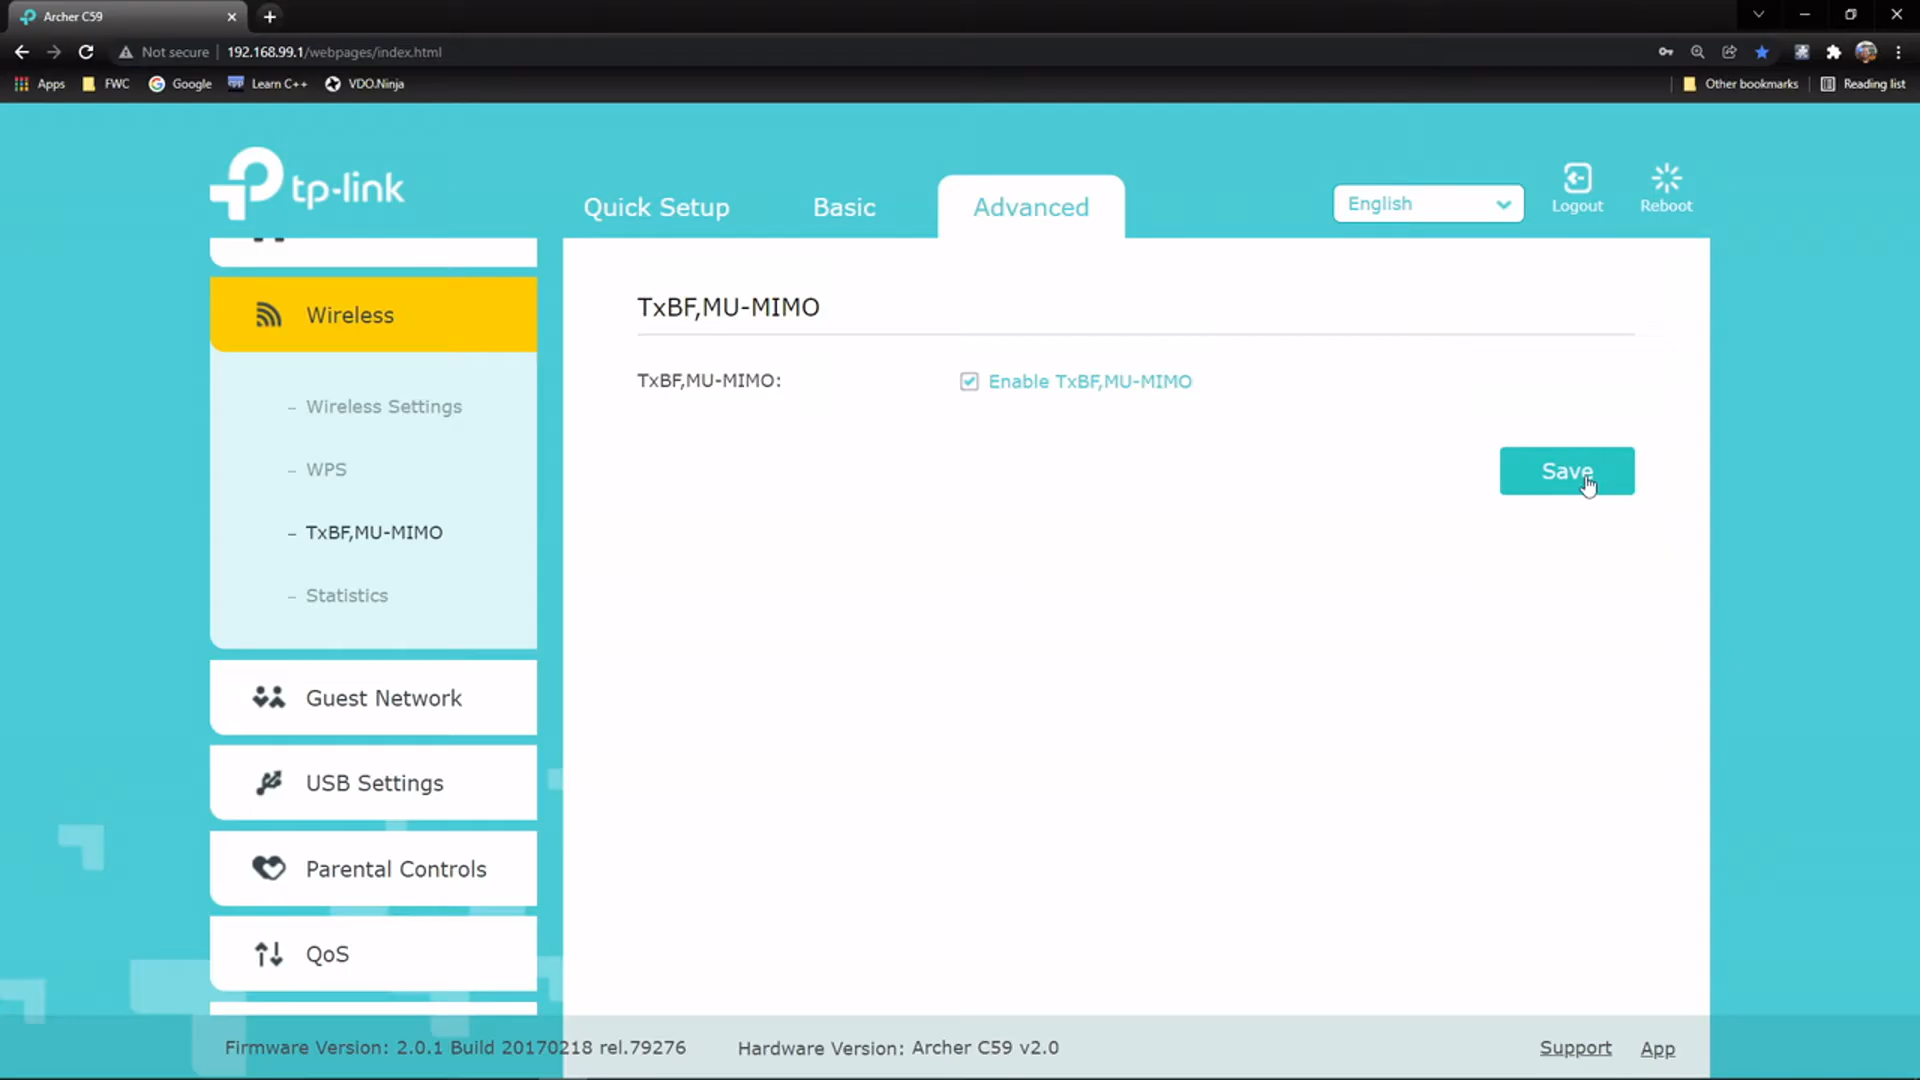 Archer C59
Not secure
192.168.99.1/webpages/index.html
Apps
FWC
Google
Learn C++
VDO.Ninja
Other bookmarks
Reading list
tp-link
Quick Setup
Basic
Advanced
English
Logout
Reboot
Wireless
– Wireless Settings
– WPS
– TxBF,MU-MIMO
– Statistics
Guest Network
USB Settings
Parental Controls
QoS
TxBF,MU-MIMO
TxBF,MU-MIMO:
Enable TxBF,MU-MIMO
Save
Firmware Version: 2.0.1 Build 20170218 rel.79276
Hardware Version: Archer C59 v2.0
Support
App